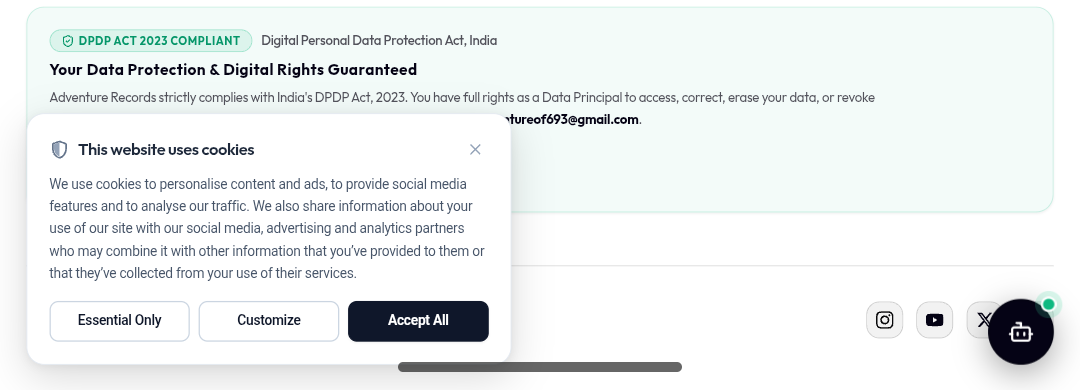 DPDP ACT 2023 COMPLIANT Digital Personal Data Protection Act, India
Your Data Protection & Digital Rights Guaranteed
Adventure Records strictly complies with India's DPDP Act, 2023. You have full rights as a Data Principal to access, correct, erase your data, or revoke
tureof693@gmail.com.
This website uses cookies
We use cookies to personalise content and ads, to provide social media
features and to analyse our traffic. We also share information about your
use of our site with our social media, advertising and analytics partners
who may combine it with other information that you've provided to them or
that they've collected from your use of their services.
Essential Only Customize Accept All